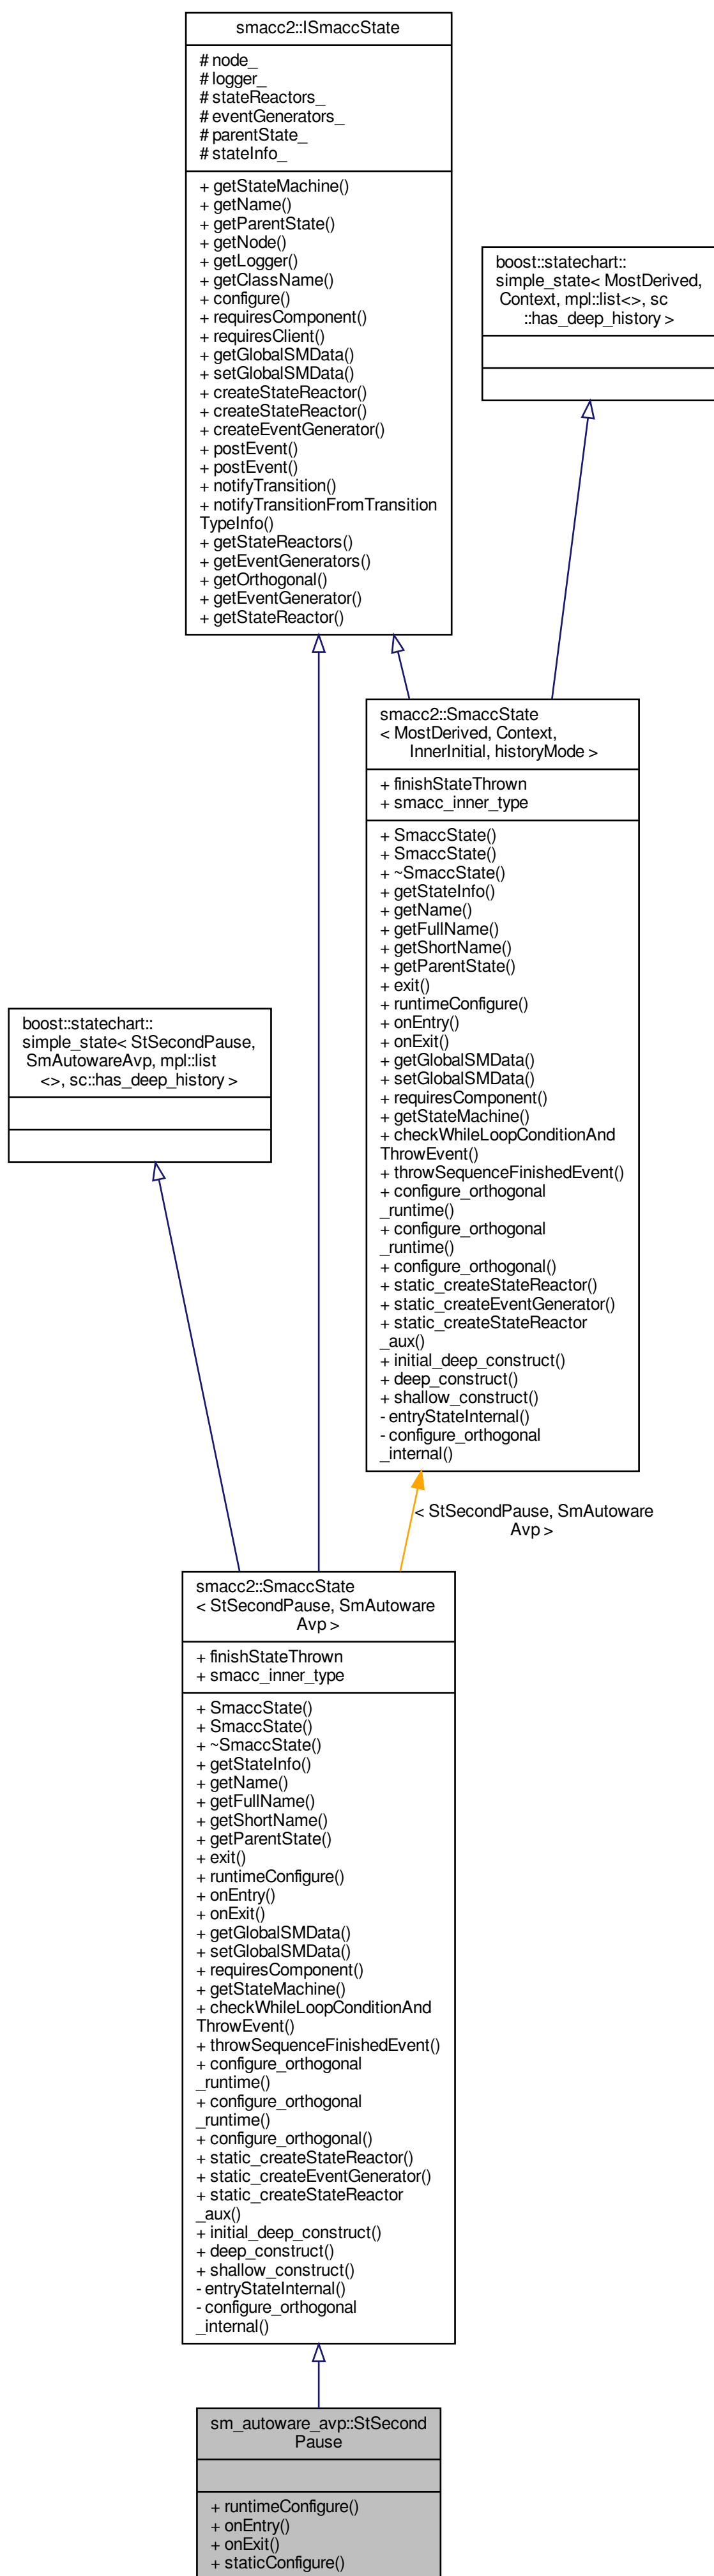 smacc2::ISmaccState
# node_
# logger_
# stateReactors_
# eventGenerators_
# parentState_
# stateInfo_
+ getStateMachine()
+ getName()
+ getParentState()
+ getNode()
+ getLogger()
+ getClassName()
+ configure()
+ requiresComponent()
+ requiresClient()
+ getGlobalSMData()
+ setGlobalSMData()
+ createStateReactor()
+ createStateReactor()
+ createEventGenerator()
+ postEvent()
+ postEvent()
+ notifyTransition()
+ notifyTransitionFromTransition
TypeInfo()
+ getStateReactors()
+ getEventGenerators()
+ getOrthogonal()
+ getEventGenerator()
+ getStateReactor()
boost::statechart::
simple_state< MostDerived,
Context, mpl::list<>, sc
::has_deep_history >
smacc2::SmaccState
< MostDerived, Context,
InnerInitial, historyMode >
+ finishStateThrown
+ smacc_inner_type
+ SmaccState()
+ SmaccState()
+ ~SmaccState()
+ getStateInfo()
+ getName()
+ getFullName()
+ getShortName()
+ getParentState()
+ exit()
+ runtimeConfigure()
+ onEntry()
+ onExit()
+ getGlobalSMData()
+ setGlobalSMData()
+ requiresComponent()
+ getStateMachine()
+ checkWhileLoopConditionAnd
ThrowEvent()
+ throwSequenceFinishedEvent()
+ configure_orthogonal
_runtime()
+ configure_orthogonal
_runtime()
+ configure_orthogonal()
+ static_createStateReactor()
+ static_createEventGenerator()
+ static_createStateReactor
_aux()
+ initial_deep_construct()
+ deep_construct()
+ shallow_construct()
- entryStateInternal()
- configure_orthogonal
_internal()
boost::statechart::
simple_state< StSecondPause,
SmAutowareAvp, mpl::list
<>, sc::has_deep_history >
< StSecondPause, SmAutoware
Avp >
smacc2::SmaccState
< StSecondPause, SmAutoware
Avp >
+ finishStateThrown
+ smacc_inner_type
+ SmaccState()
+ SmaccState()
+ ~SmaccState()
+ getStateInfo()
+ getName()
+ getFullName()
+ getShortName()
+ getParentState()
+ exit()
+ runtimeConfigure()
+ onEntry()
+ onExit()
+ getGlobalSMData()
+ setGlobalSMData()
+ requiresComponent()
+ getStateMachine()
+ checkWhileLoopConditionAnd
ThrowEvent()
+ throwSequenceFinishedEvent()
+ configure_orthogonal
_runtime()
+ configure_orthogonal
_runtime()
+ configure_orthogonal()
+ static_createStateReactor()
+ static_createEventGenerator()
+ static_createStateReactor
_aux()
+ initial_deep_construct()
+ deep_construct()
+ shallow_construct()
- entryStateInternal()
- configure_orthogonal
_internal()
sm_autoware_avp::StSecond
Pause
+ runtimeConfigure()
+ onEntry()
+ onExit()
+ staticConfigure()